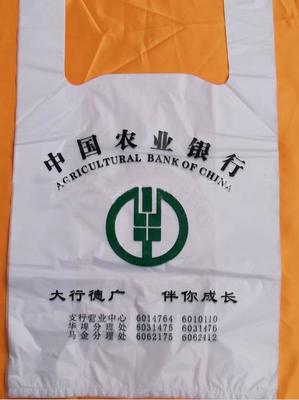 中国农业银行
AGRICULTURAL BANK OF CHINA
大行德广 伴你成长
支行营业中心 6014764 6010110
华埠分理处 6031475 6031476
马金分理处 6062175 6062412